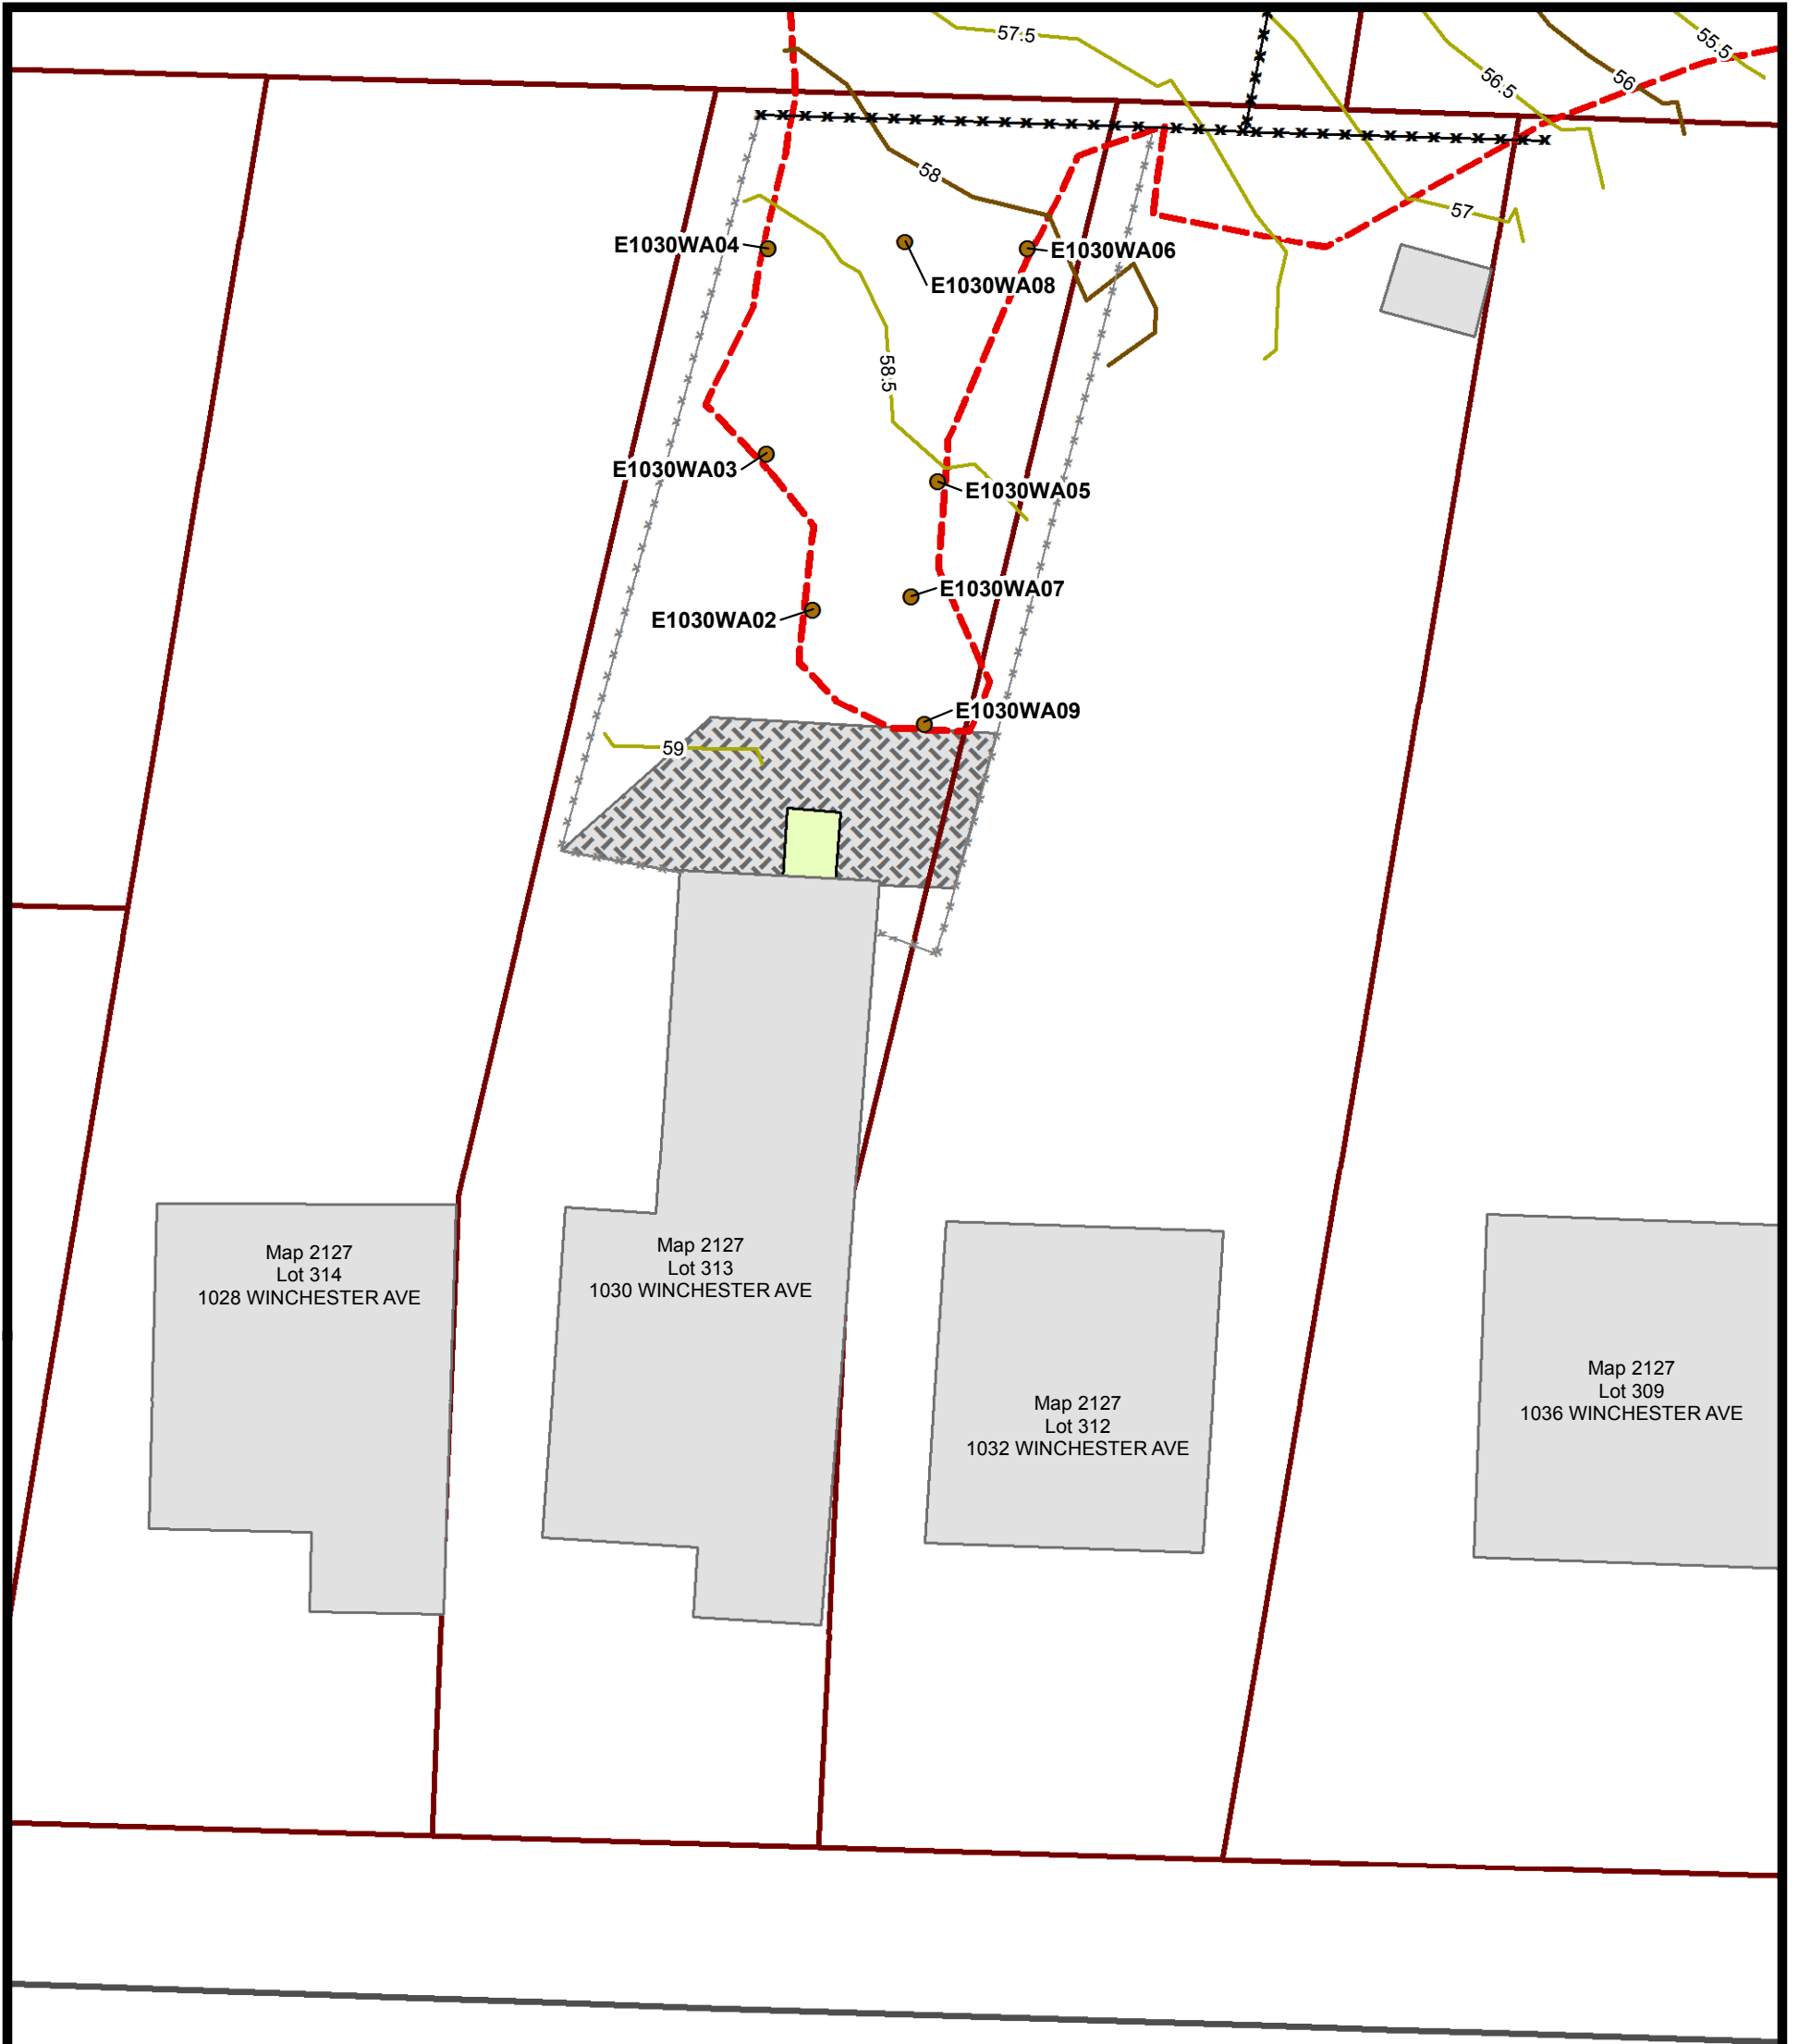 57.5
55.5
56.5
56
58
57
E1030WA04
E1030WA06
E1030WA08
58.5
E1030WA03
E1030WA05
E1030WA07
E1030WA02
E1030WA09
59
Map 2127
Lot 314
1028 WINCHESTER AVE
Map 2127
Lot 313
1030 WINCHESTER AVE
Map 2127
Lot 312
1032 WINCHESTER AVE
Map 2127
Lot 309
1036 WINCHESTER AVE